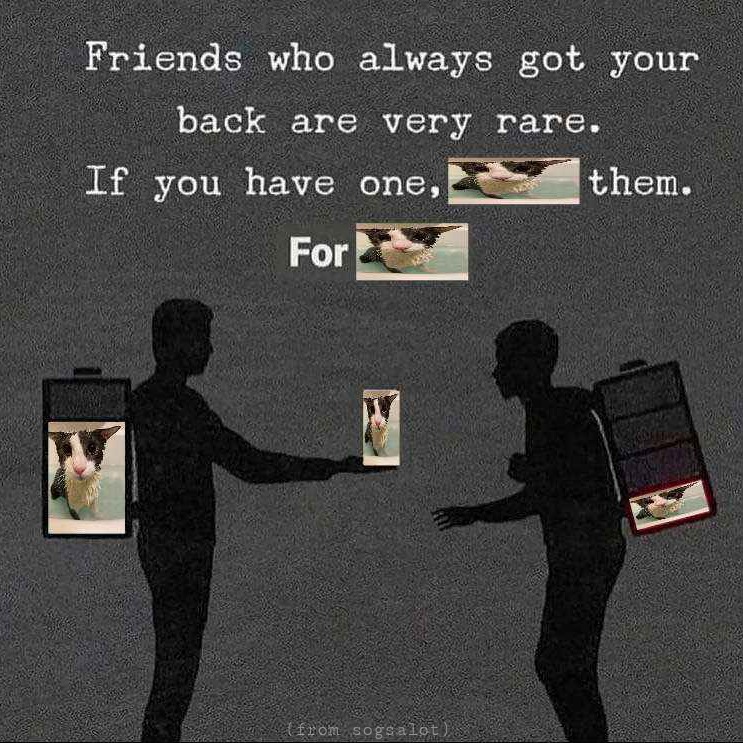 Friends who always got your
back are very rare.
If you have one, them.
For
(from sogsalot)